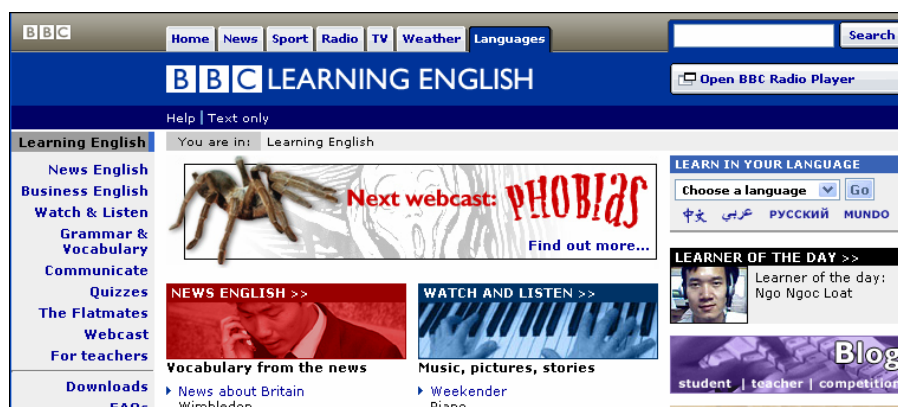 BBC
Home News Sport Radio TV Weather Languages
Search
BBC LEARNING ENGLISH
Open BBC Radio Player
Help | Text only
Learning English
You are in: Learning English
News English
Business English
Watch & Listen
Grammar &
Vocabulary
Communicate
Quizzes
The Flatmates
Webcast
For teachers
Downloads
FAQs
Next webcast: PHOBIAS
Find out more...
LEARN IN YOUR LANGUAGE
Choose a language Go
中文 عربي РУССКИЙ MUNDO
LEARNER OF THE DAY >>
Learner of the day:
Ngo Ngoc Loat
NEWS ENGLISH >>
Vocabulary from the news
News about Britain
Wimbledon
WATCH AND LISTEN >>
Music, pictures, stories
Weekender
Piano
Blog
student | teacher | competition